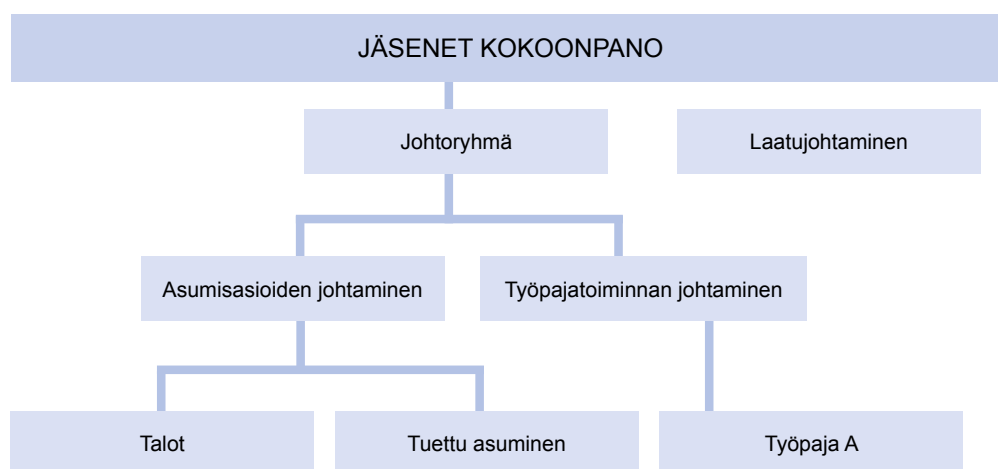 JÄSENET KOKOONPANO
Johtoryhmä
Laatujohtaminen
Asumisasioiden johtaminen
Työpajatoiminnan johtaminen
Talot
Tuettu asuminen
Työpaja A